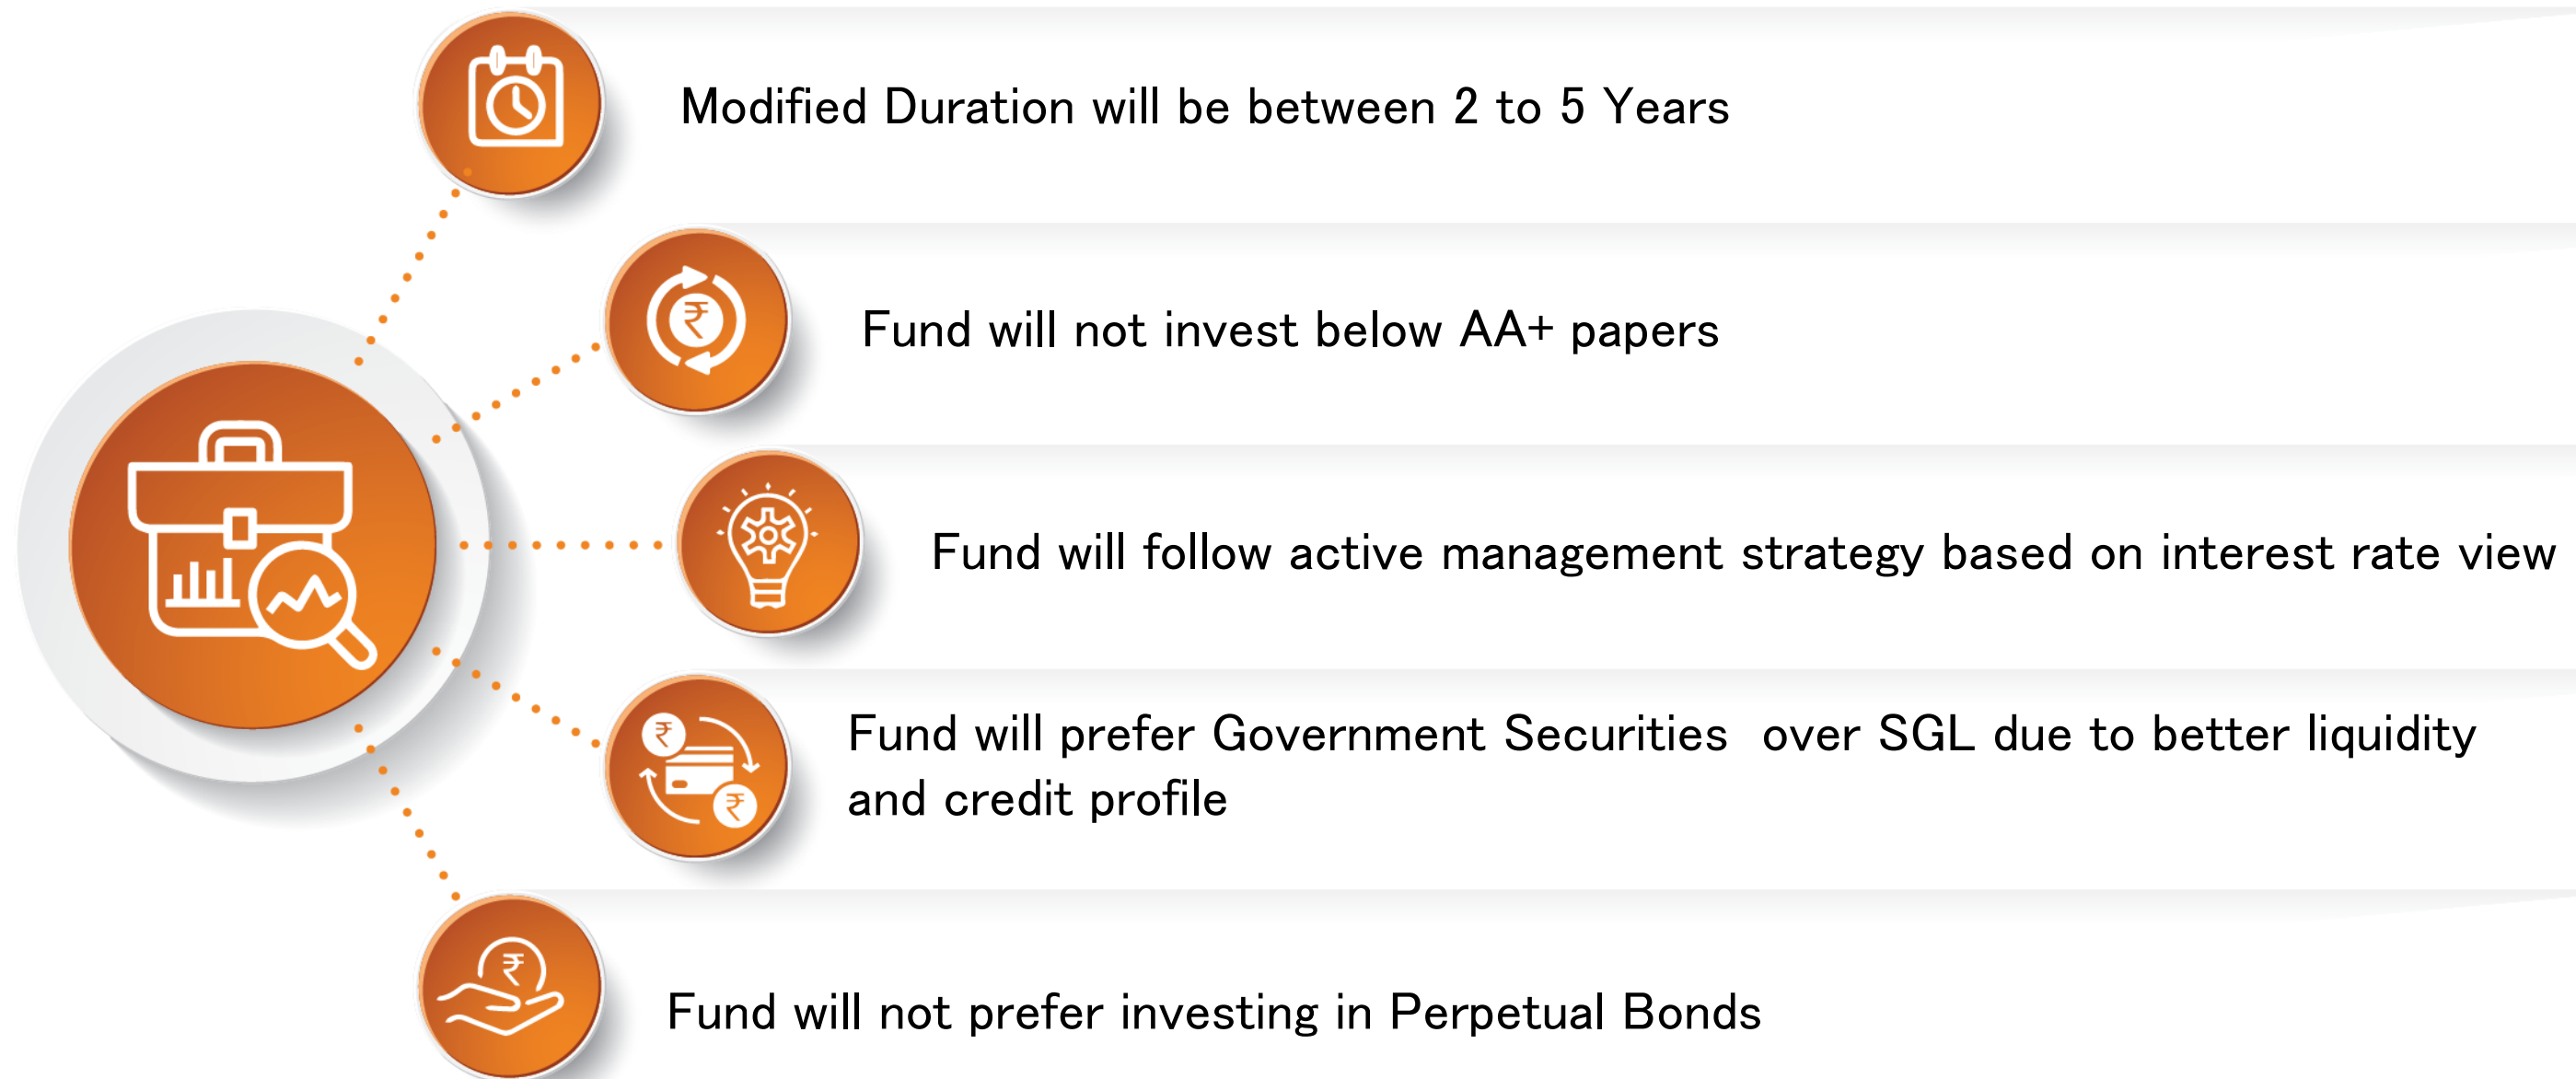 Modified Duration will be between 2 to 5 Years
Fund will not invest below AA+ papers
Fund will follow active management strategy based on interest rate view
Fund will prefer Government Securities  over SGL due to better liquidity
and credit profile
Fund will not prefer investing in Perpetual Bonds